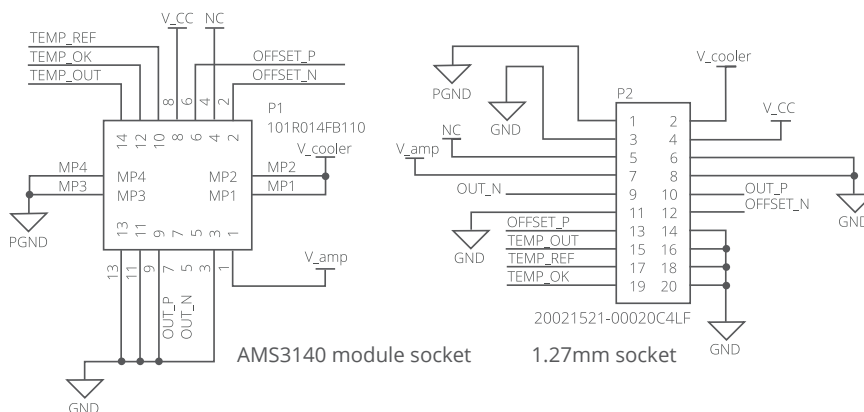 V_CC NC
TEMP_REF
TEMP_OK
TEMP_OUT
OFFSET_P
OFFSET_N
8 6 4 2
P1
101R014FB110
14 12 10 8 6 4 2
V_cooler
MP4 MP4 MP2 MP2
MP3 MP3 MP1 MP1
PGND
13 11 9 7 5 3 1
13 11 9 7 5 3 1
OUT_P
OUT_N
V_amp
GND
AMS3140 module socket
P2
V_cooler
PGND
GND
V_CC
NC
V_amp
1 2
3 4
5 6
7 8
OUT_N 9 10 OUT_P
11 12 OFFSET_N
GND
GND
OFFSET_P 13 14
TEMP_OUT 15 16
TEMP_REF 17 18
TEMP_OK 19 20
20021521-00020C4LF
GND
1.27mm socket